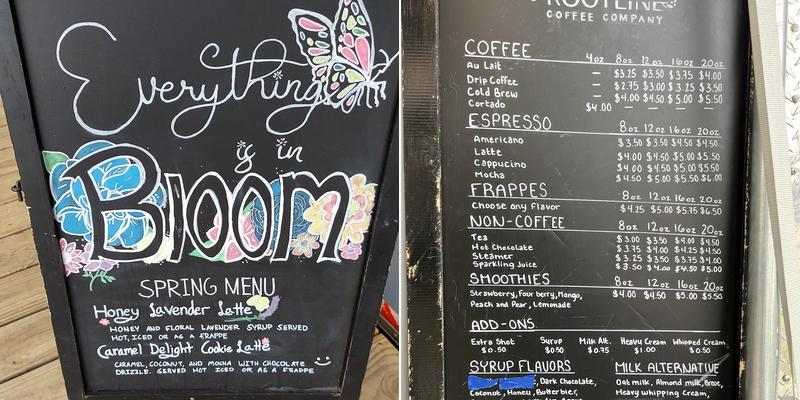 Everything
is in
Bloom
SPRING MENU
Honey Lavender Latte
HONEY AND FLORAL LAVENDER SYRUP SERVED
HOT, ICED OR AS A FRAPPE
Caramel Delight Cookie Latte
CARAMEL, COCONUT, AND MOCHA WITH CHOCOLATE
DRIZZLE. SERVED HOT ICED OR AS A FRAPPE
COFFEE COMPANY
COFFEE 4oz 8oz 12oz 16oz 20oz
Au Lait — $3.25 $3.50 $3.75 $4.00
Drip Coffee — $2.75 $3.00 $3.25 $3.50
Cold Brew — $4.00 $4.50 $5.00 $5.50
Cortado $4.00 — — — —
ESPRESSO 8oz 12oz 16oz 20oz
Americano $3.50 $3.50 $4.50 $4.50
Latte $4.00 $4.50 $5.00 $5.50
Cappucino $4.00 $4.50 $5.00 $5.50
Mocha $4.50 $5.00 $5.50 $6.00
FRAPPES 8oz 12oz 16oz 20oz
Choose any Flavor $4.25 $5.00 $5.75 $6.50
NON-COFFEE 8oz 12oz 16oz 20oz
Tea $3.00 $3.50 $4.00 $4.50
Hot Chocolate $3.75 $4.00 $4.25 $4.50
Steamer $3.25 $3.50 $3.75 $4.00
Sparkling Juice $3.50 $4.00 $4.50 $5.00
SMOOTHIES 8oz 12oz 16oz 20oz
Strawberry, Four berry, Mango, $4.00 $4.50 $5.00 $5.50
Peach and Pear, Lemonade
ADD-ONS
Extra Shot Syrup Milk Alt. Heavy Cream Whipped Cream
$0.50 $0.50 $0.75 $1.00 $0.50
SYRUP FLAVORS MILK ALTERNATIVE
, Dark Chocolate, Oat milk, Almond milk,
Coconut, Honey, Butterbier, Heavy whipping Cream,